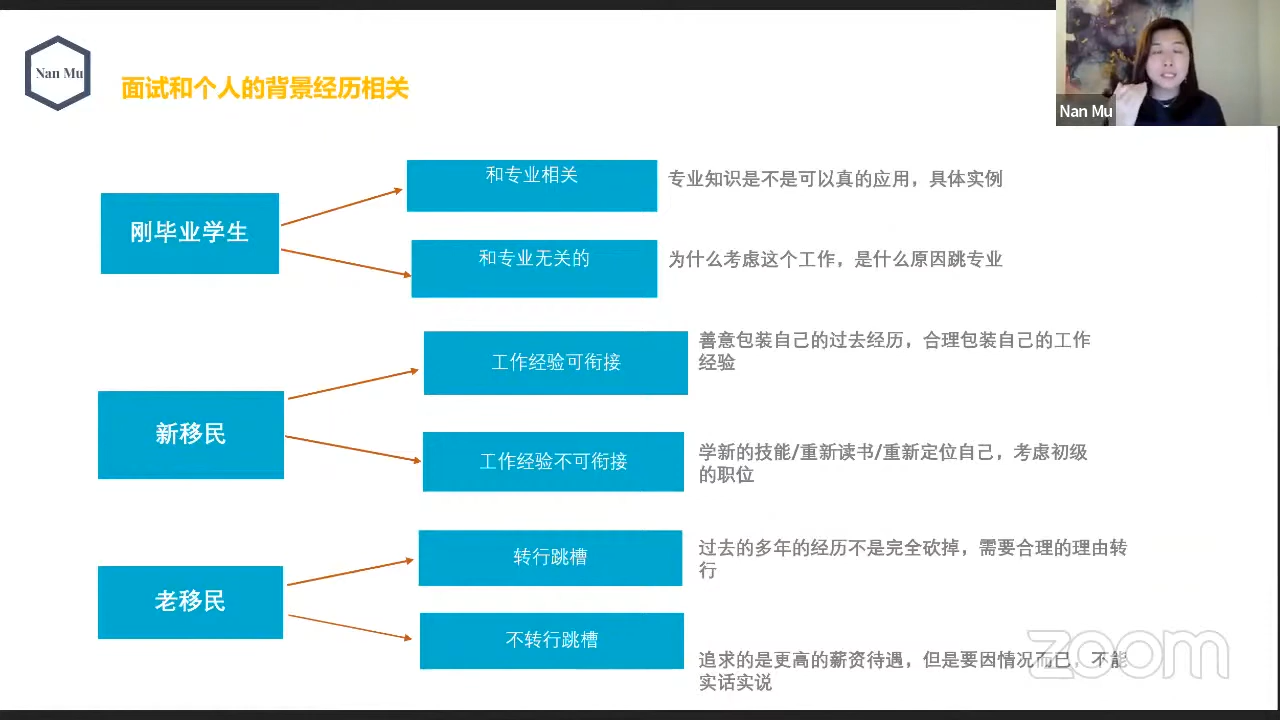 Nan Mu
面试和个人的背景经历相关
Nan Mu
刚毕业学生
和专业相关
专业知识是不是可以真的应用，具体实例
和专业无关的
为什么考虑这个工作，是什么原因跳专业
新移民
工作经验可衔接
善意包装自己的过去经历，合理包装自己的工作
经验
工作经验不可衔接
学新的技能/重新读书/重新定位自己，考虑初级
的职位
老移民
转行跳槽
过去的多年的经历不是完全砍掉，需要合理的理由转
行
不转行跳槽
追求的是更高的薪资待遇，但是要因情况而已，不能
实话实说
zoom